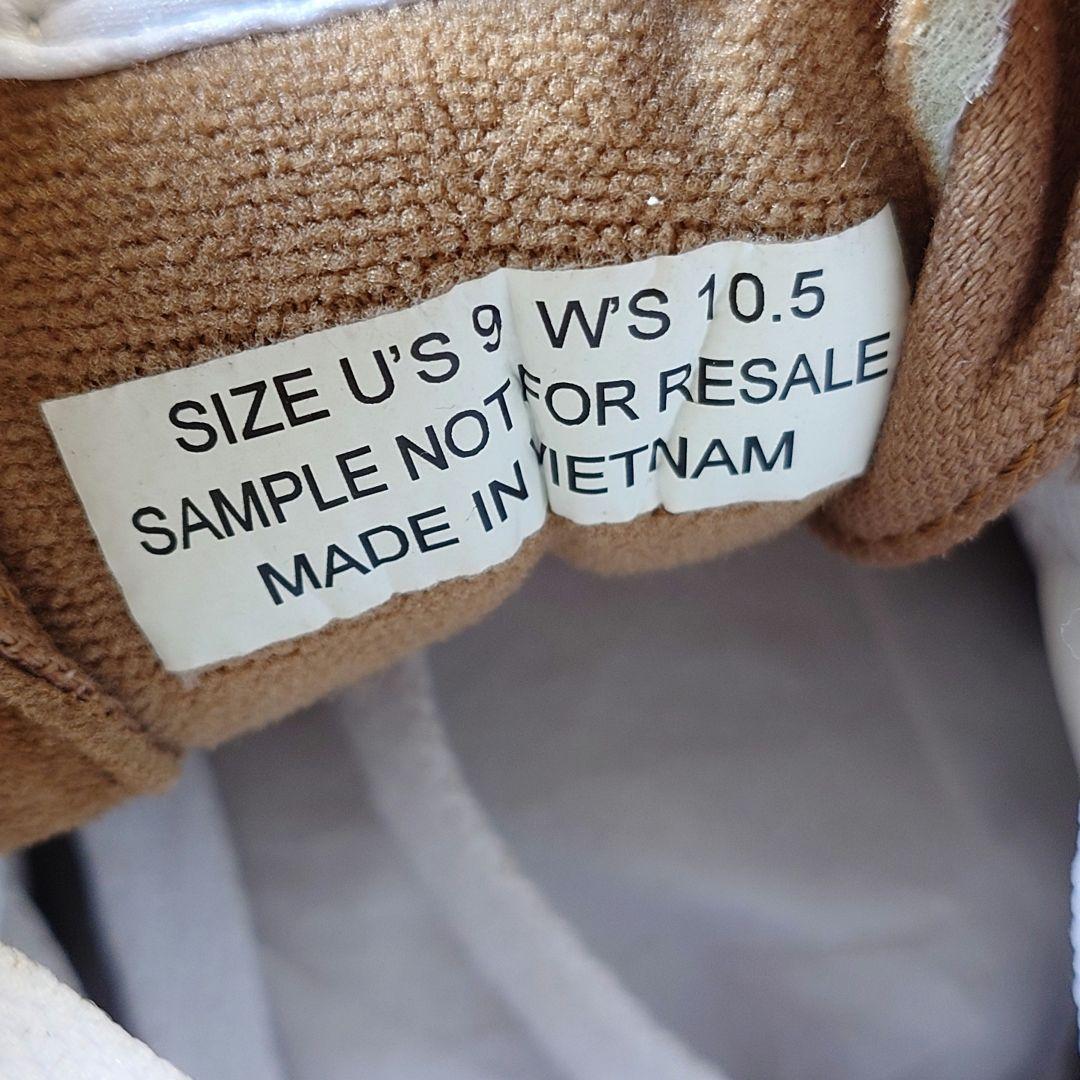 SIZE U'S 9 W'S 10.5
SAMPLE NOT FOR RESALE
MADE IN VIETNAM